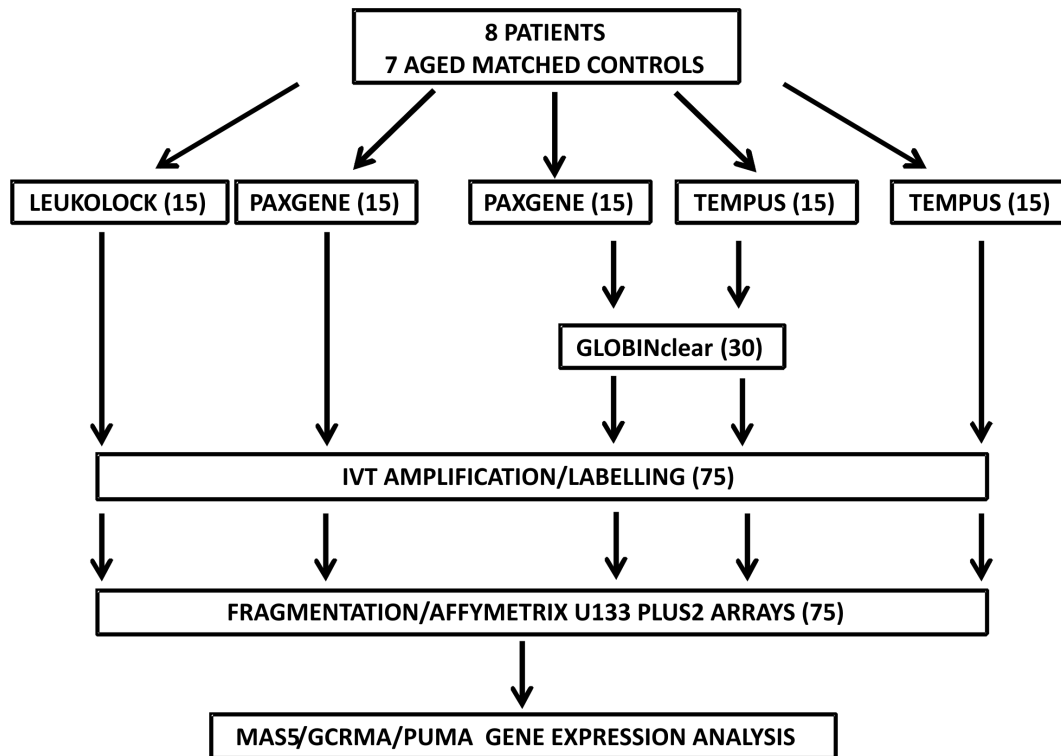 8 PATIENTS
7 AGED MATCHED CONTROLS
LEUKOLOCK (15)
PAXGENE (15)
PAXGENE (15)
TEMPUS (15)
TEMPUS (15)
GLOBINclear (30)
IVT AMPLIFICATION/LABELLING (75)
FRAGMENTATION/AFFYMETRIX U133 PLUS2 ARRAYS (75)
MAS5/GCRMA/PUMA GENE EXPRESSION ANALYSIS